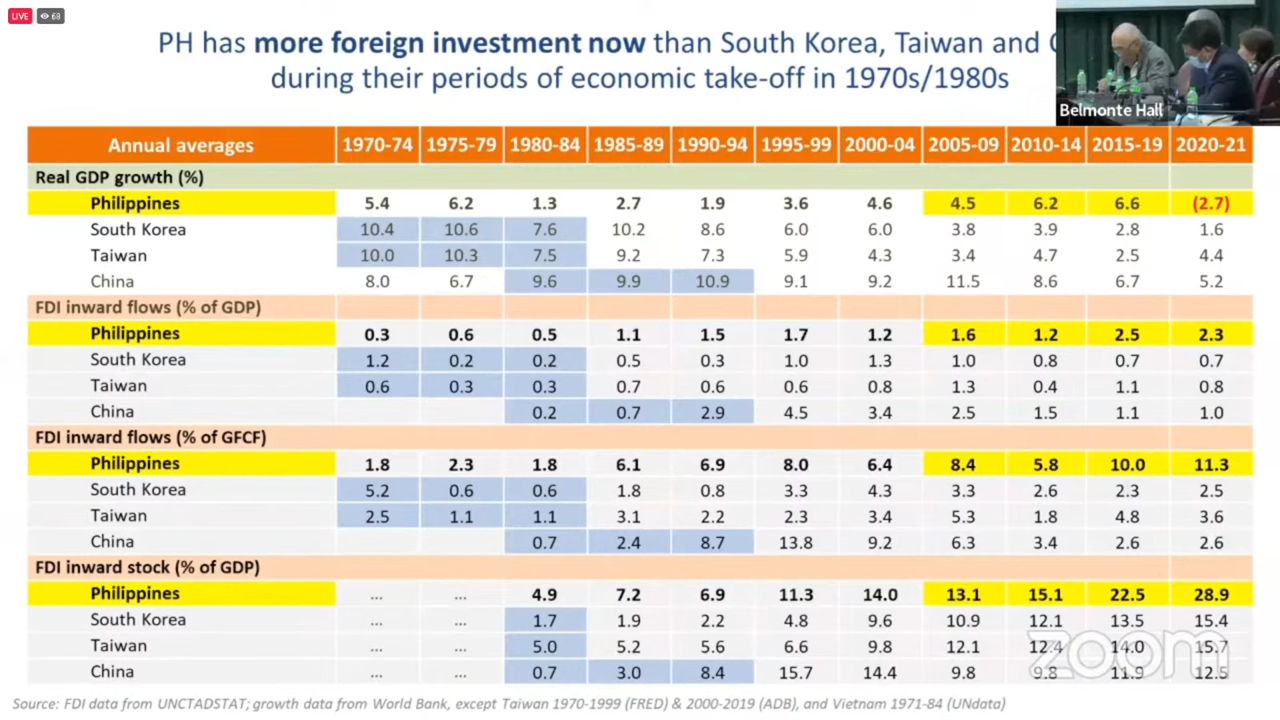 LIVE 68
PH has more foreign investment now than South Korea, Taiwan and
during their periods of economic take-off in 1970s/1980s
Belmonte Hall
Annual averages 1970-74 1975-79 1980-84 1985-89 1990-94 1995-99 2000-04 2005-09 2010-14 2015-19 2020-21
Real GDP growth (%)
Philippines 5.4 6.2 1.3 2.7 1.9 3.6 4.6 4.5 6.2 6.6 (2.7)
South Korea 10.4 10.6 7.6 10.2 8.6 6.0 6.0 3.8 3.9 2.8 1.6
Taiwan 10.0 10.3 7.5 9.2 7.3 5.9 4.3 3.4 4.7 2.5 4.4
China 8.0 6.7 9.6 9.9 10.9 9.1 9.2 11.5 8.6 6.7 5.2
FDI inward flows (% of GDP)
Philippines 0.3 0.6 0.5 1.1 1.5 1.7 1.2 1.6 1.2 2.5 2.3
South Korea 1.2 0.2 0.2 0.5 0.3 1.0 1.3 1.0 0.8 0.7 0.7
Taiwan 0.6 0.3 0.3 0.7 0.6 0.6 0.8 1.3 0.4 1.1 0.8
China 0.2 0.7 2.9 4.5 3.4 2.5 1.5 1.1 1.0
FDI inward flows (% of GFCF)
Philippines 1.8 2.3 1.8 6.1 6.9 8.0 6.4 8.4 5.8 10.0 11.3
South Korea 5.2 0.6 0.6 1.8 0.8 3.3 4.3 3.3 2.6 2.3 2.5
Taiwan 2.5 1.1 1.1 3.1 2.2 2.3 3.4 5.3 1.8 4.8 3.6
China 0.7 2.4 8.7 13.8 9.2 6.3 3.4 2.6 2.6
FDI inward stock (% of GDP)
Philippines ... ... 4.9 7.2 6.9 11.3 14.0 13.1 15.1 22.5 28.9
South Korea ... ... 1.7 1.9 2.2 4.8 9.6 10.9 12.1 13.5 15.4
Taiwan ... ... 5.0 5.2 5.6 6.6 9.8 12.1 12.4 14.0 15.7
China ... ... 0.7 3.0 8.4 15.7 14.4 9.8 9.8 11.9 12.5
zoom
Source: FDI data from UNCTADSTAT; growth data from World Bank, except Taiwan 1970-1999 (FRED) & 2000-2019 (ADB), and Vietnam 1971-84 (UNdata)